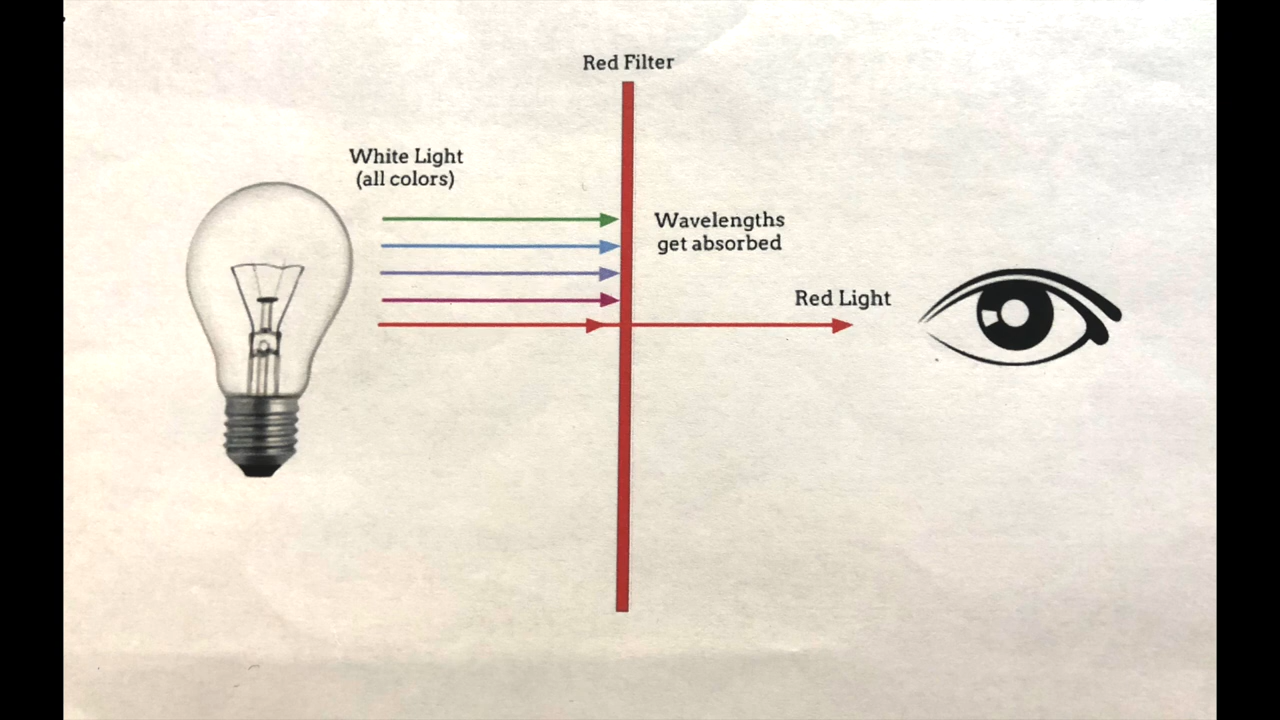 Red Filter
White Light
(all colors)
Wavelengths
get absorbed
Red Light